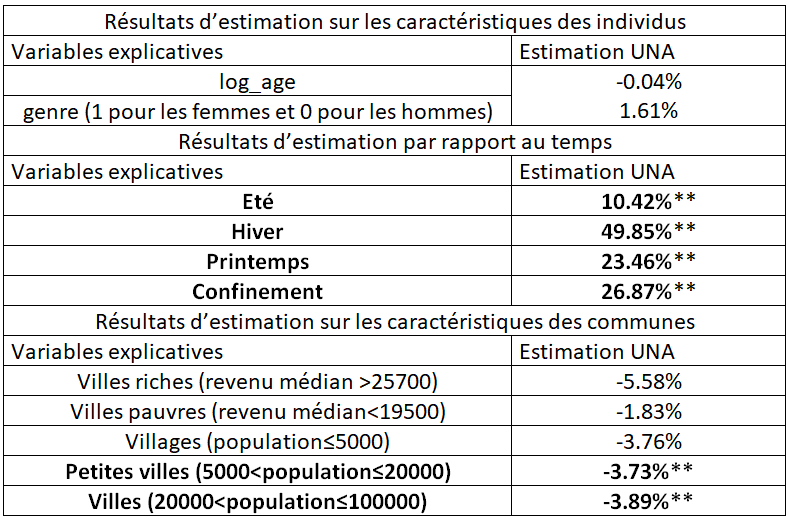 Résultats d’estimation sur les caractéristiques des individus
Variables explicatives Estimation UNA
log_age -0.04%
genre (1 pour les femmes et 0 pour les hommes) 1.61%
Résultats d’estimation par rapport au temps
Variables explicatives Estimation UNA
Eté 10.42%**
Hiver 49.85%**
Printemps 23.46%**
Confinement 26.87%**
Résultats d’estimation sur les caractéristiques des communes
Variables explicatives Estimation UNA
Villes riches (revenu médian >25700) -5.58%
Villes pauvres (revenu médian<19500) -1.83%
Villages (population≤5000) -3.76%
Petites villes (5000<population≤20000) -3.73%**
Villes (20000<population≤100000) -3.89%**